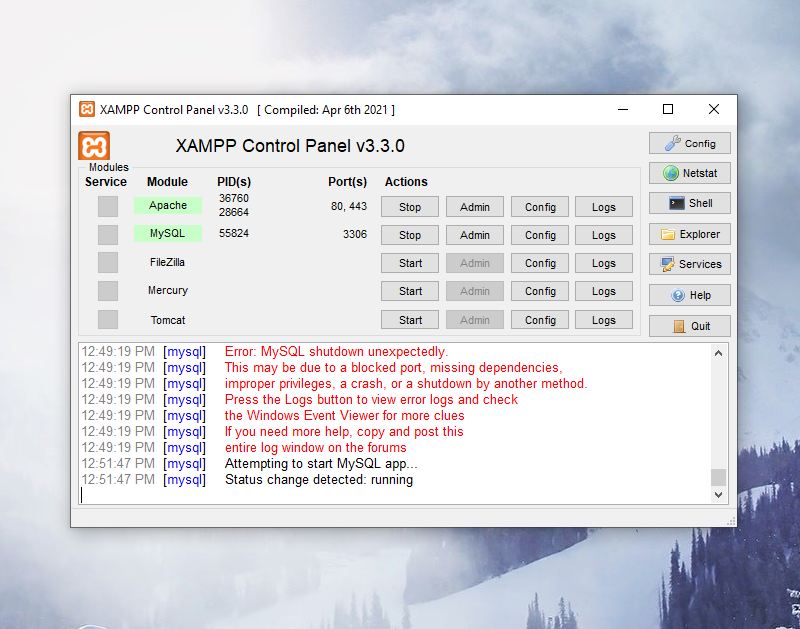 XAMPP Control Panel v3.3.0 [ Compiled: Apr 6th 2021 ]
XAMPP Control Panel v3.3.0
Config
Modules
Service Module PID(s) Port(s) Actions
Netstat
Apache 36760 28664 80, 443 Stop Admin Config Logs
Shell
MySQL 55824 3306 Stop Admin Config Logs
Explorer
FileZilla Start Admin Config Logs
Services
Mercury Start Admin Config Logs
Help
Tomcat Start Admin Config Logs
Quit
12:49:19 PM [mysql] Error: MySQL shutdown unexpectedly.
12:49:19 PM [mysql] This may be due to a blocked port, missing dependencies,
12:49:19 PM [mysql] improper privileges, a crash, or a shutdown by another method.
12:49:19 PM [mysql] Press the Logs button to view error logs and check
12:49:19 PM [mysql] the Windows Event Viewer for more clues
12:49:19 PM [mysql] If you need more help, copy and post this
12:49:19 PM [mysql] entire log window on the forums
12:51:47 PM [mysql] Attempting to start MySQL app...
12:51:47 PM [mysql] Status change detected: running